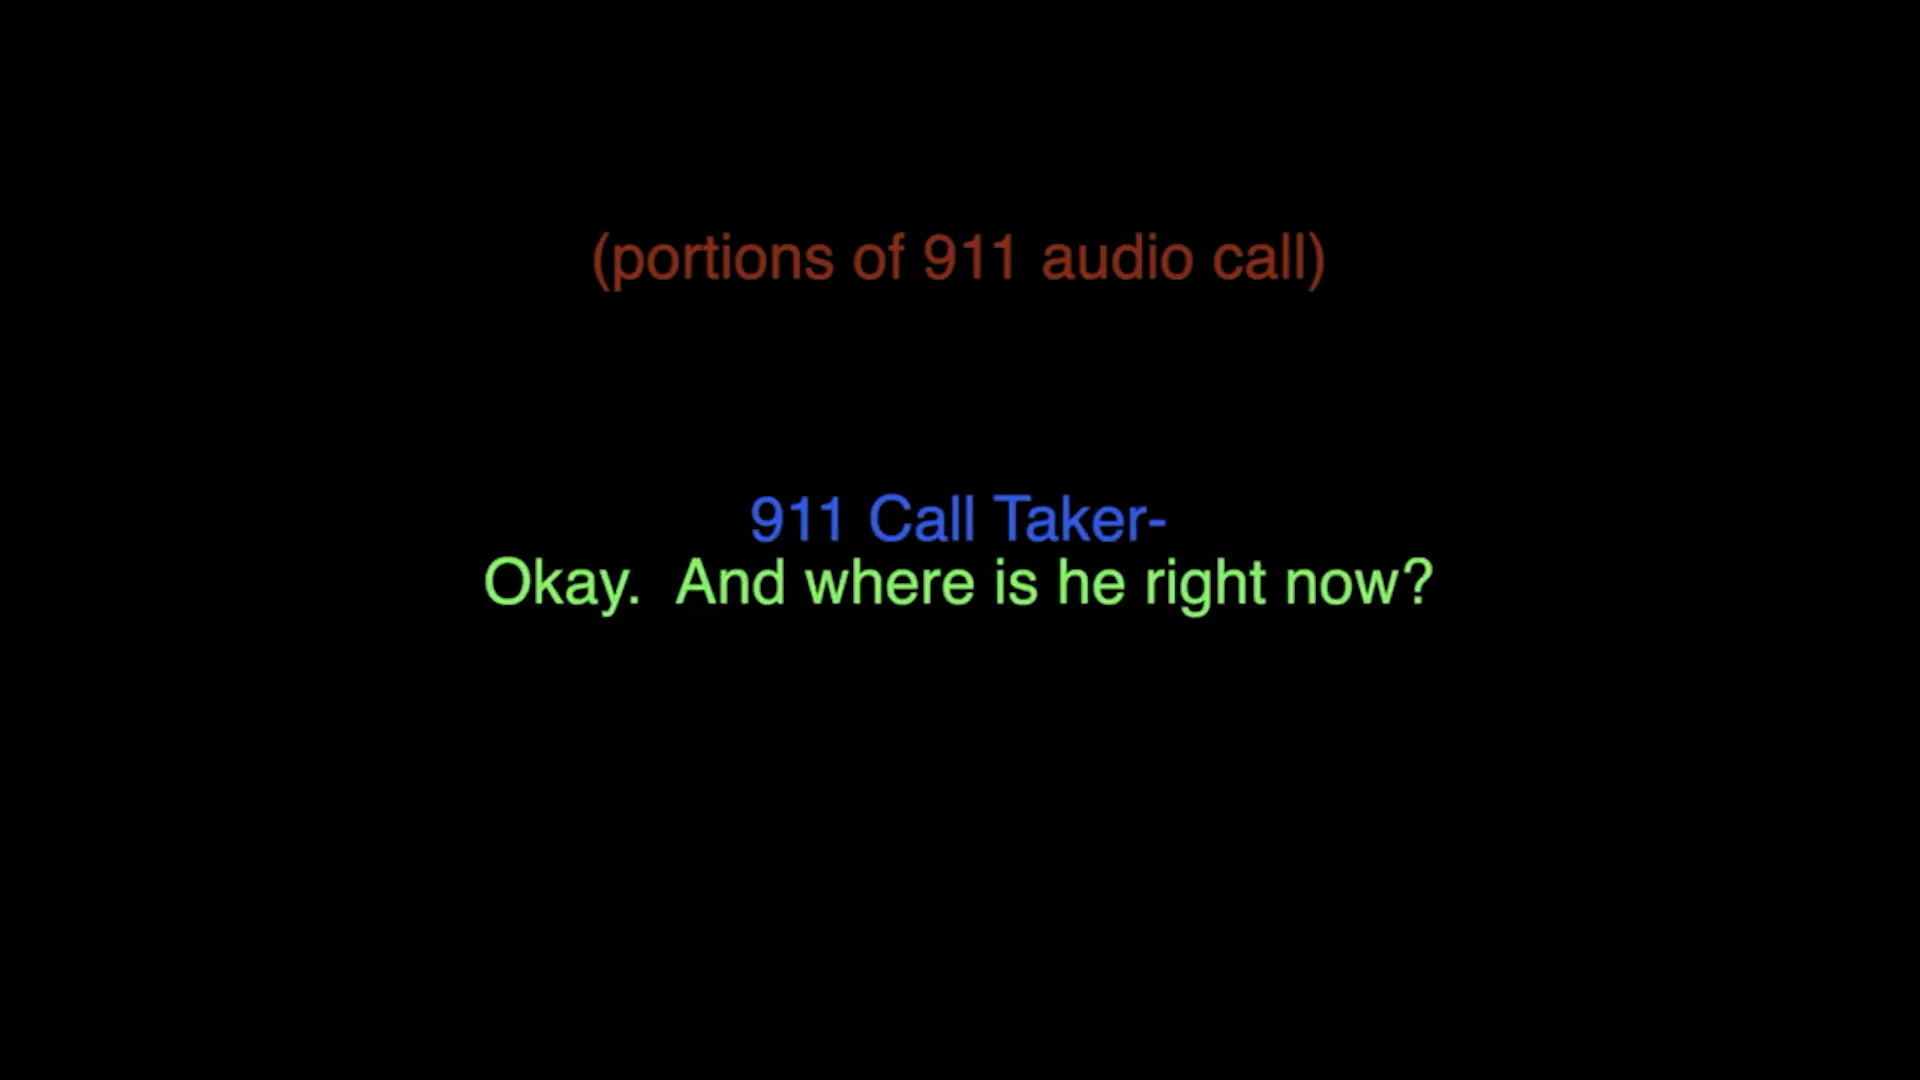 (portions of 911 audio call)
911 Call Taker-
Okay.  And where is he right now?